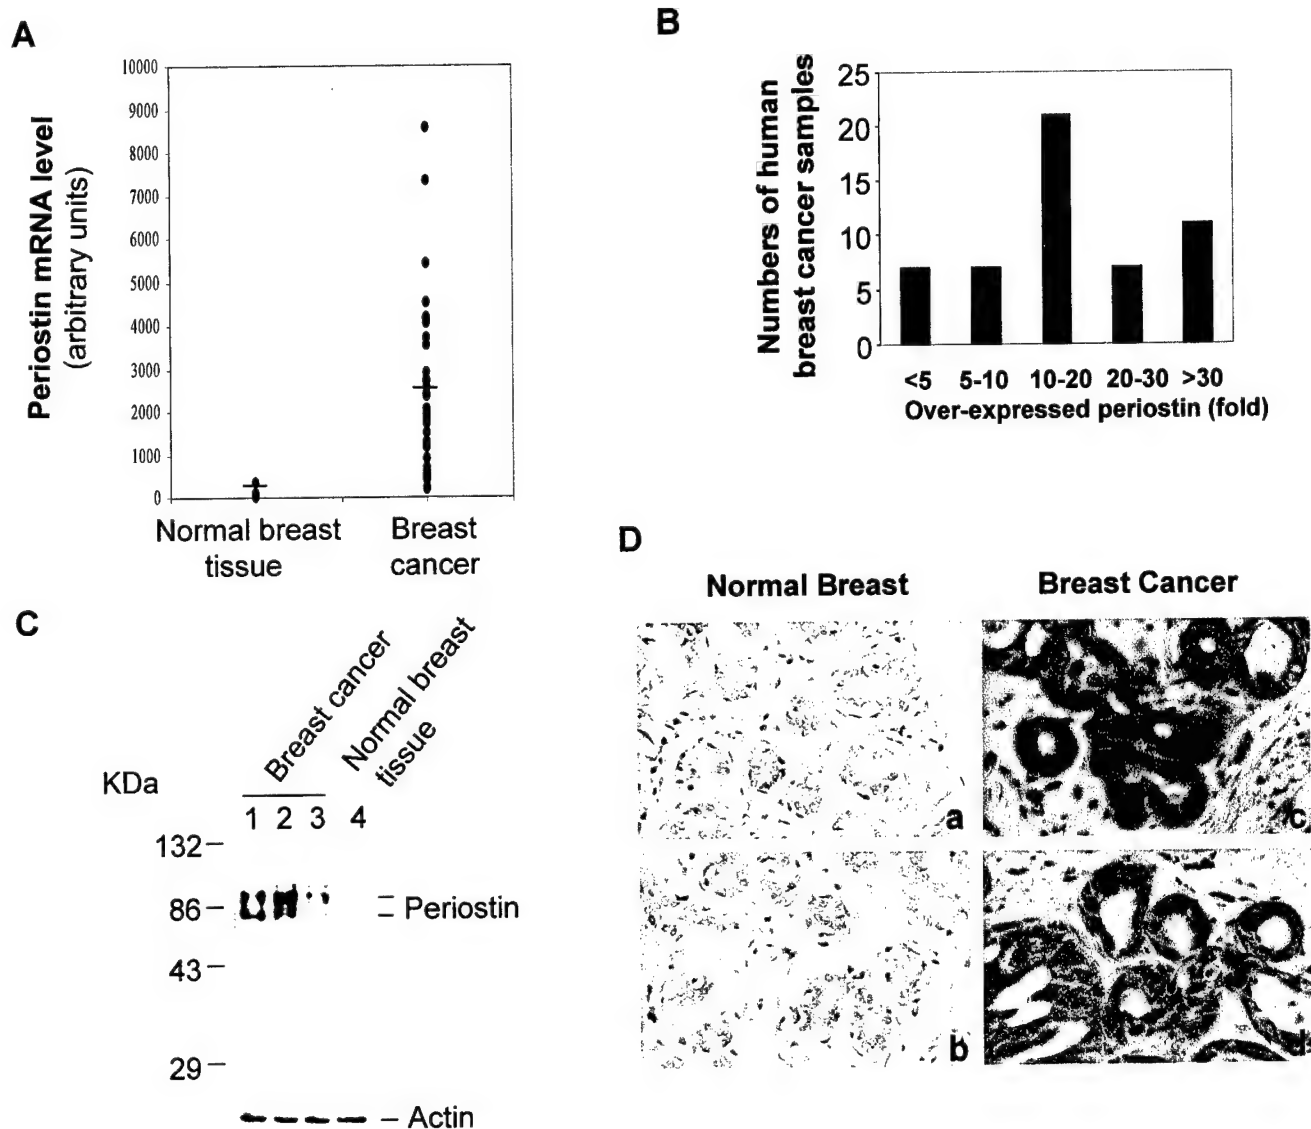 A
10000
9000
8000
7000
6000
5000
4000
3000
2000
1000
0
Periostin mRNA level
(arbitrary units)
Normal breast
tissue
Breast
cancer
B
25
20
15
10
5
0
Numbers of human
breast cancer samples
<5 5-10 10-20 20-30 >30
Over-expressed periostin (fold)
C
Breast cancer
Normal breast
tissue
KDa
1 2 3 4
132
86
Periostin
43
29
Actin
D
Normal Breast
Breast Cancer
a
c
b
d